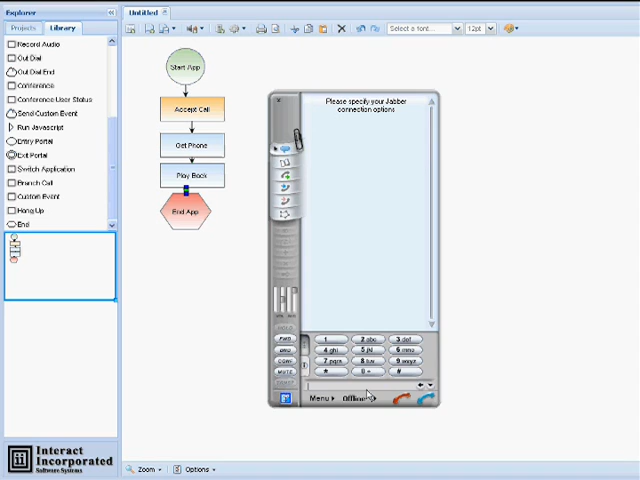 Explorer
Projects
Library
Record Audio
Out Dial
Out Dial End
Conference
Conference User Status
Send Custom Event
Run Javascript
Entry Portal
Exit Portal
Switch Application
Branch Call
Custom Event
Hang Up
End
Interact
Incorporated
Software Systems
Untitled
Select a font...
12pt
Start App
Accept Call
Get Phone
Play Back
End App
Please specify your Jabber
connection options
1
2 abc
3 def
4 ghi
5 jkl
6 mno
7 pqrs
8 tuv
9 wxyz
*
#
FWD
DND
CONF
MUTE
Menu
Offline
Zoom
Options